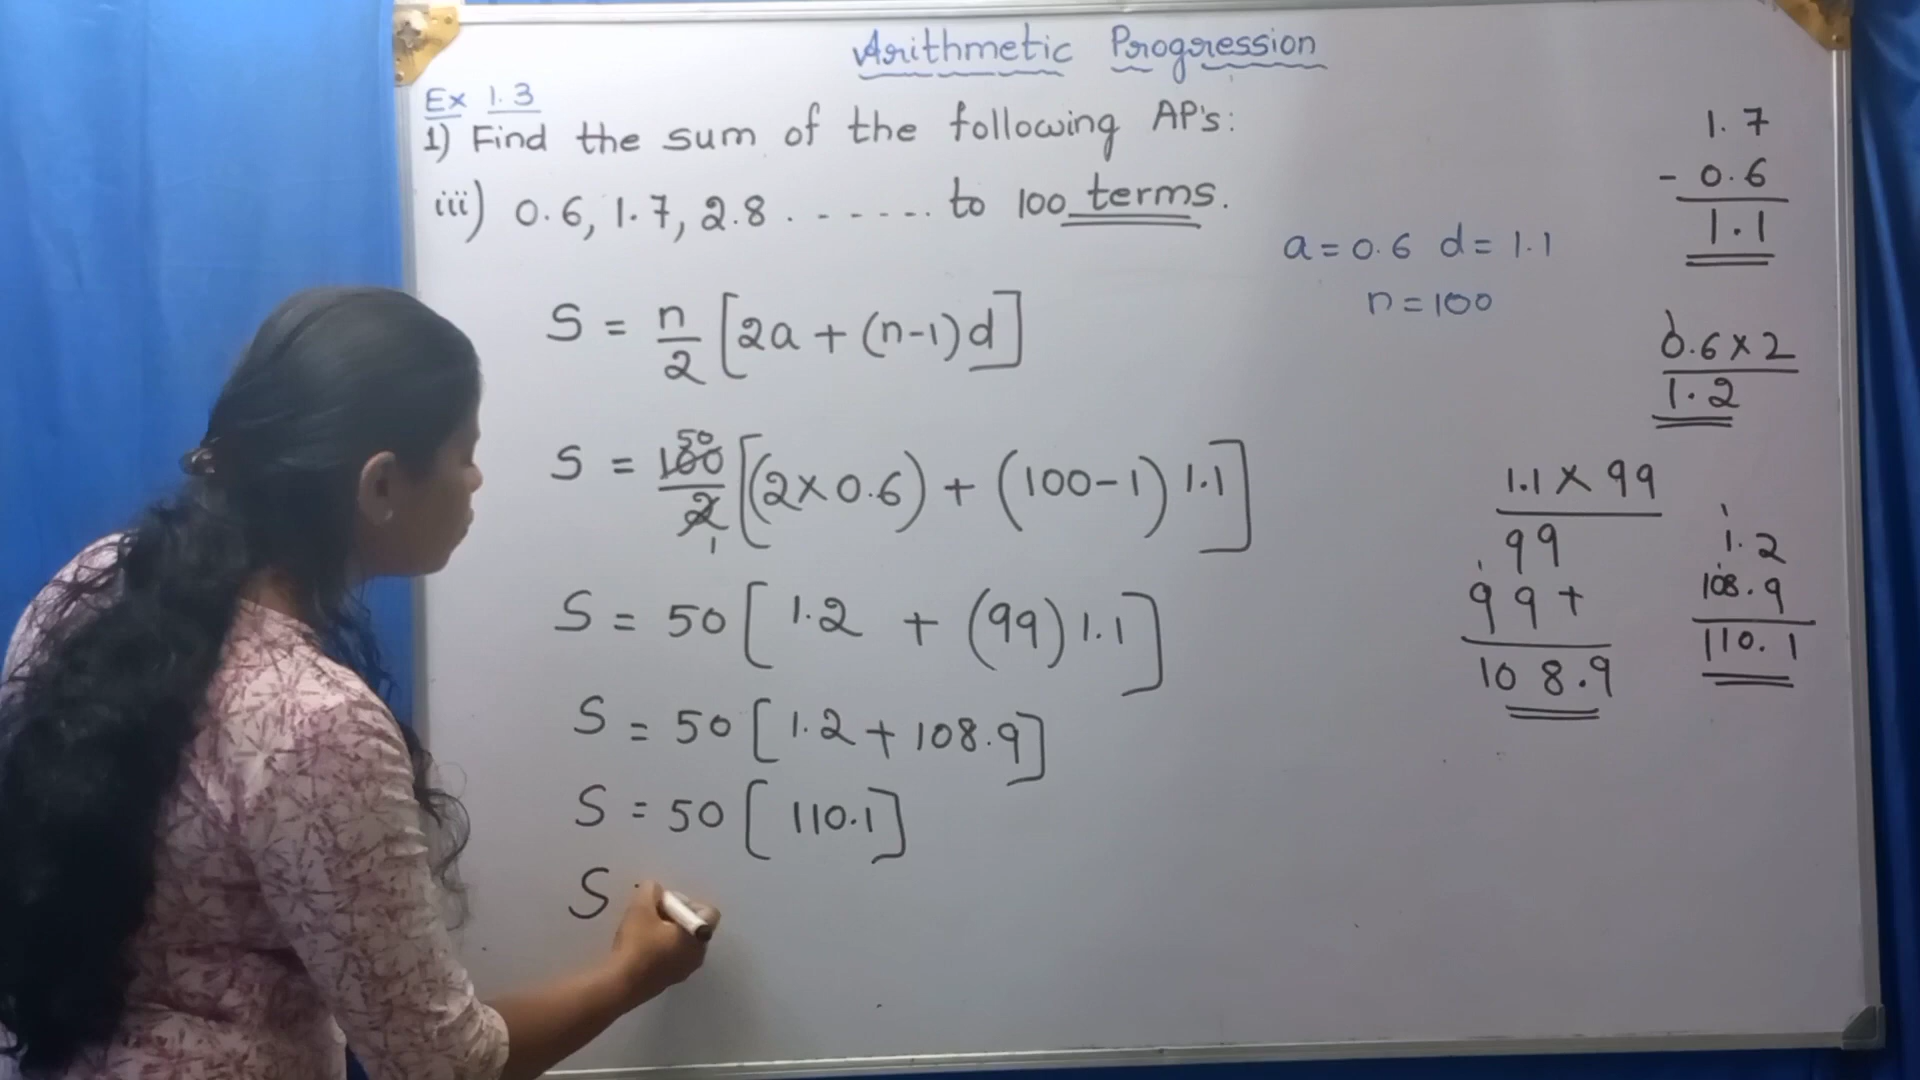 Arithmetic Progression
Ex 1.3
1) Find the sum of the following AP's:
iii) 0.6, 1.7, 2.8 ....... to 100 terms.
a = 0.6 d = 1.1
n = 100
S = n/2 [2a + (n-1)d]
S = 100/2 [(2×0.6) + (100-1) 1.1]
50
1
S = 50 [ 1.2 + (99) 1.1 ]
S = 50 [ 1.2 + 108.9]
S = 50 [ 110.1]
S
1.7
- 0.6
1.1
0.6 × 2
1.2
1.1 × 99
99
99+
108.9
1
1.2
108.9
110.1